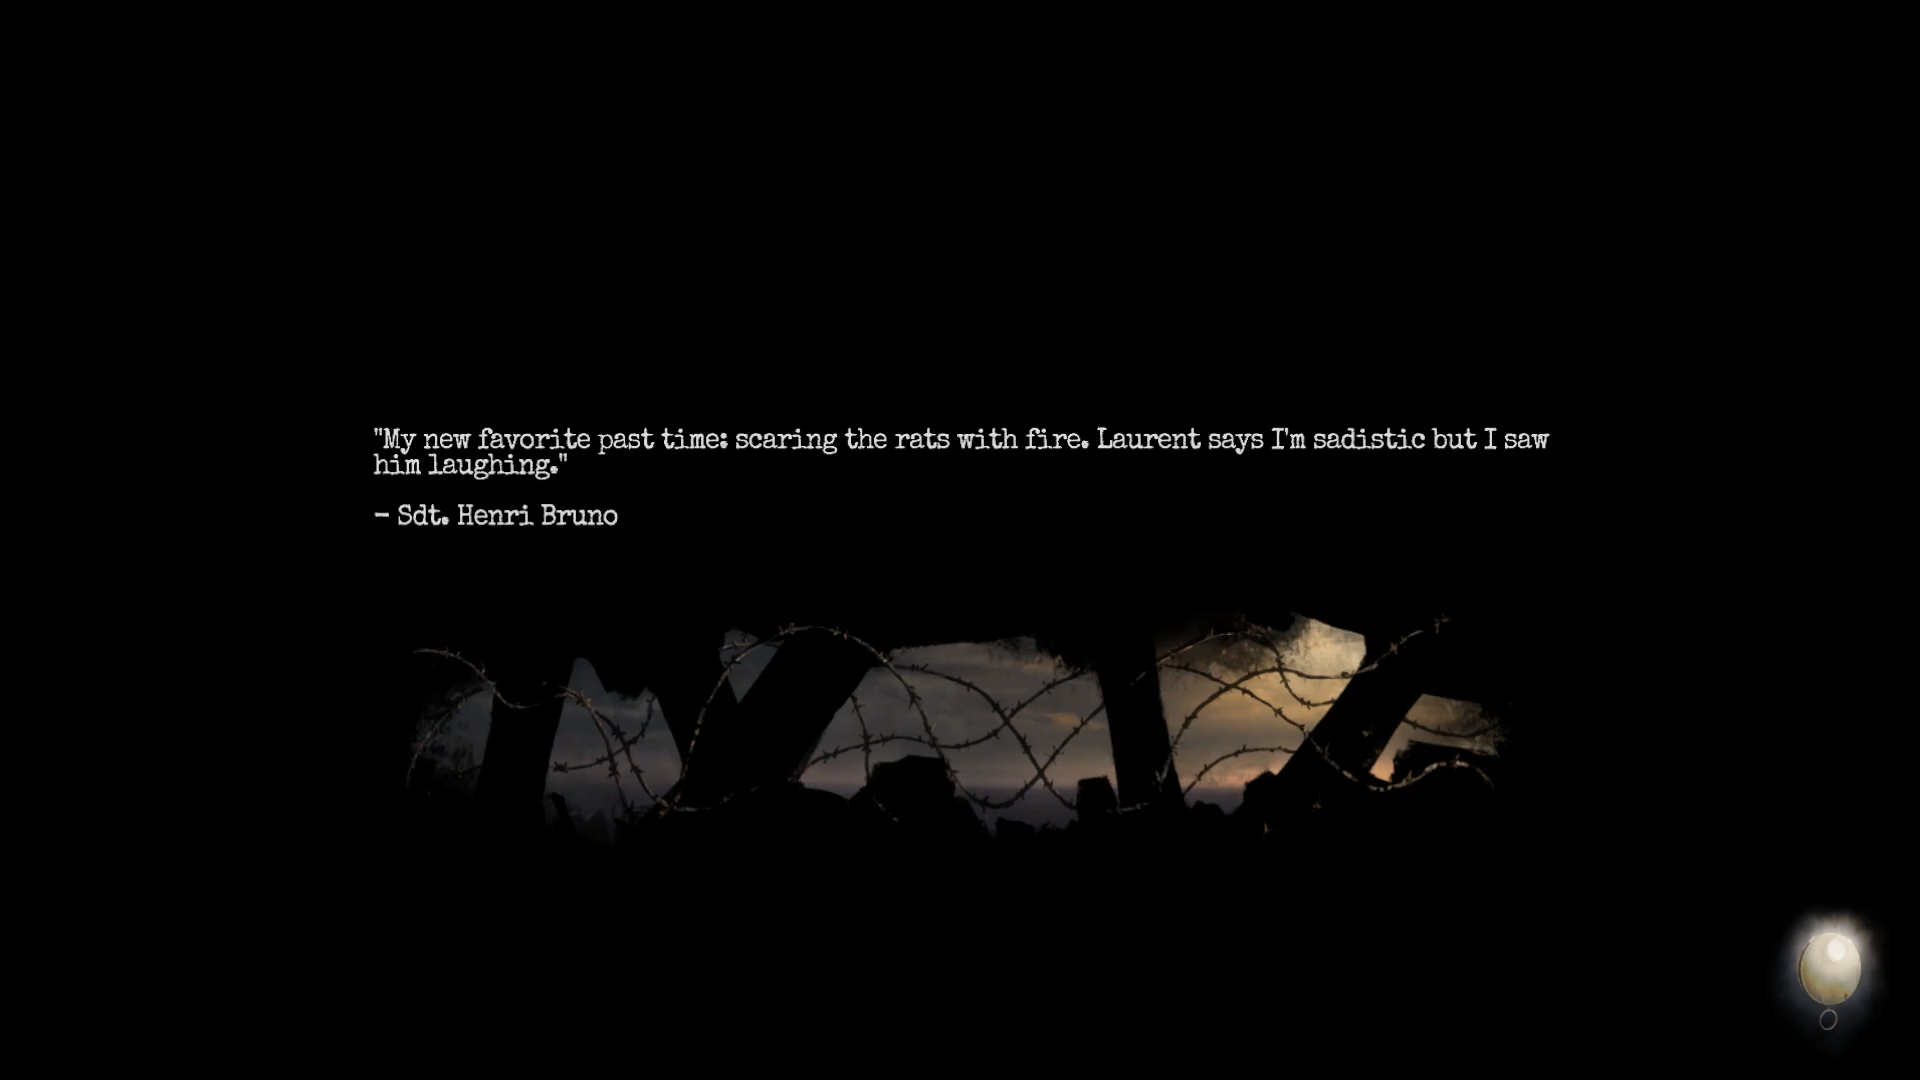 "My new favorite past time: scaring the rats with fire. Laurent says I'm sadistic but I saw
him laughing."
- Sdt. Henri Bruno